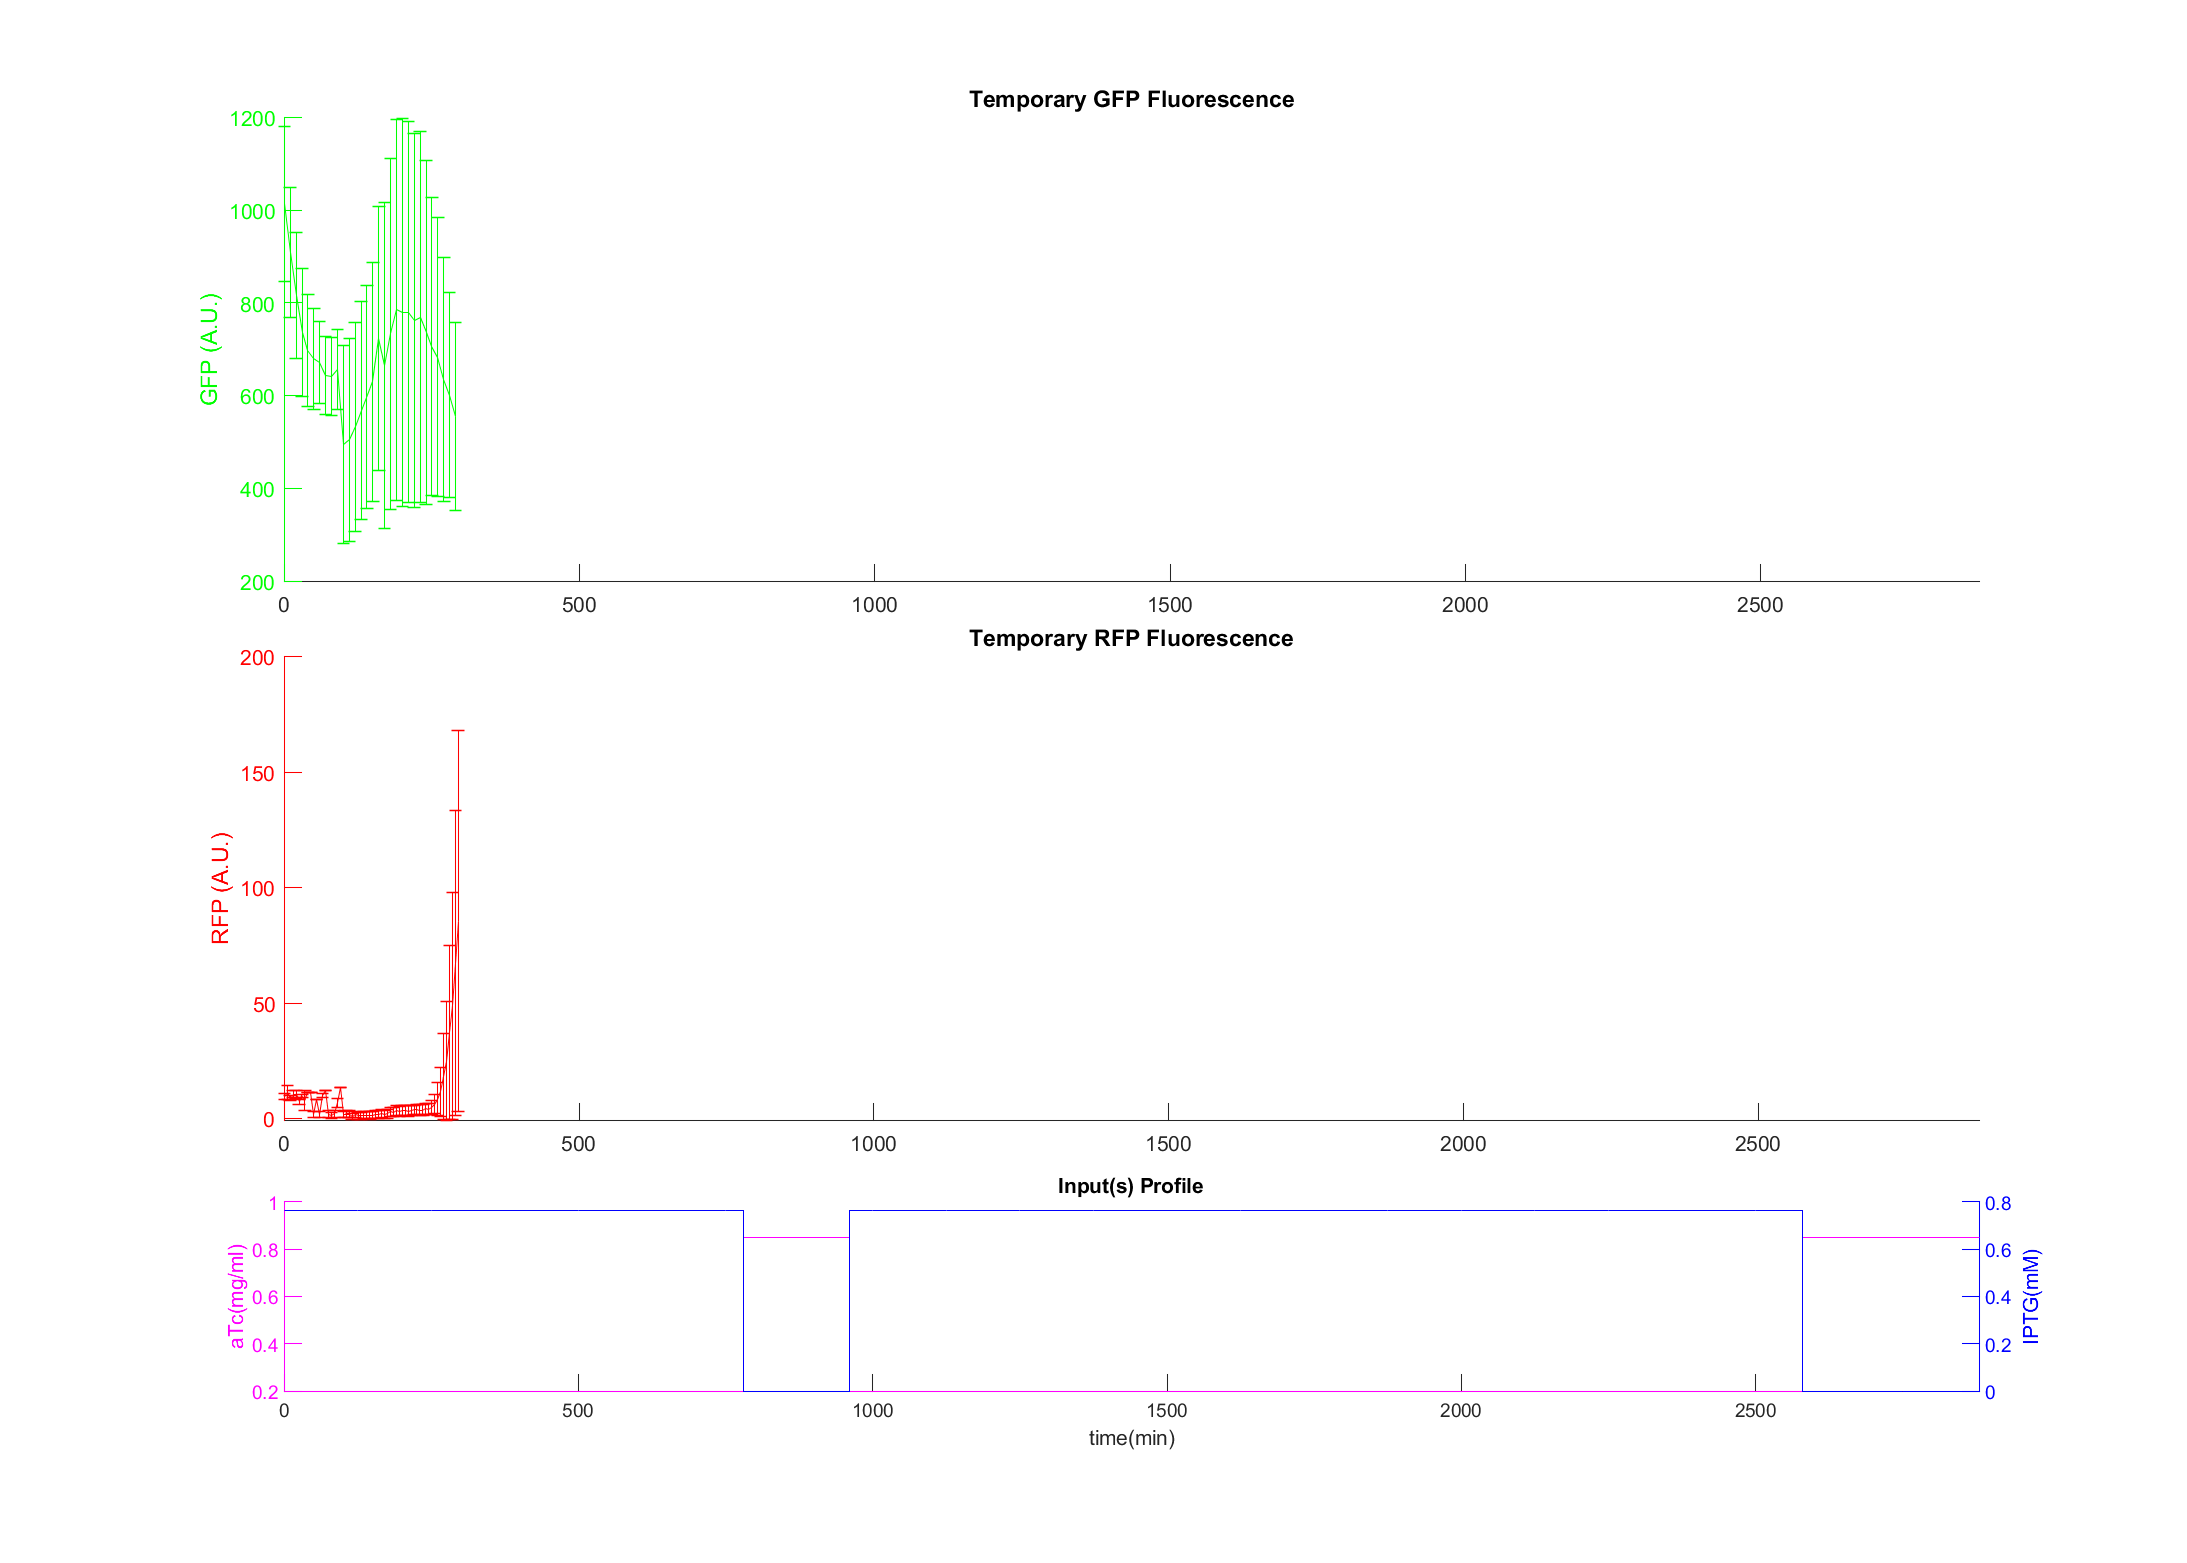 Temporary GFP Fluorescence
1200
1000
800
600
400
200
GFP (A.U.)
0 500 1000 1500 2000 2500
Temporary RFP Fluorescence
200
150
100
50
0
RFP (A.U.)
0 500 1000 1500 2000 2500
Input(s) Profile
1
0.8
0.6
0.4
0.2
aTc(mg/ml)
0.8
0.6
0.4
0.2
0
IPTG(mM)
0 500 1000 1500 2000 2500
time(min)